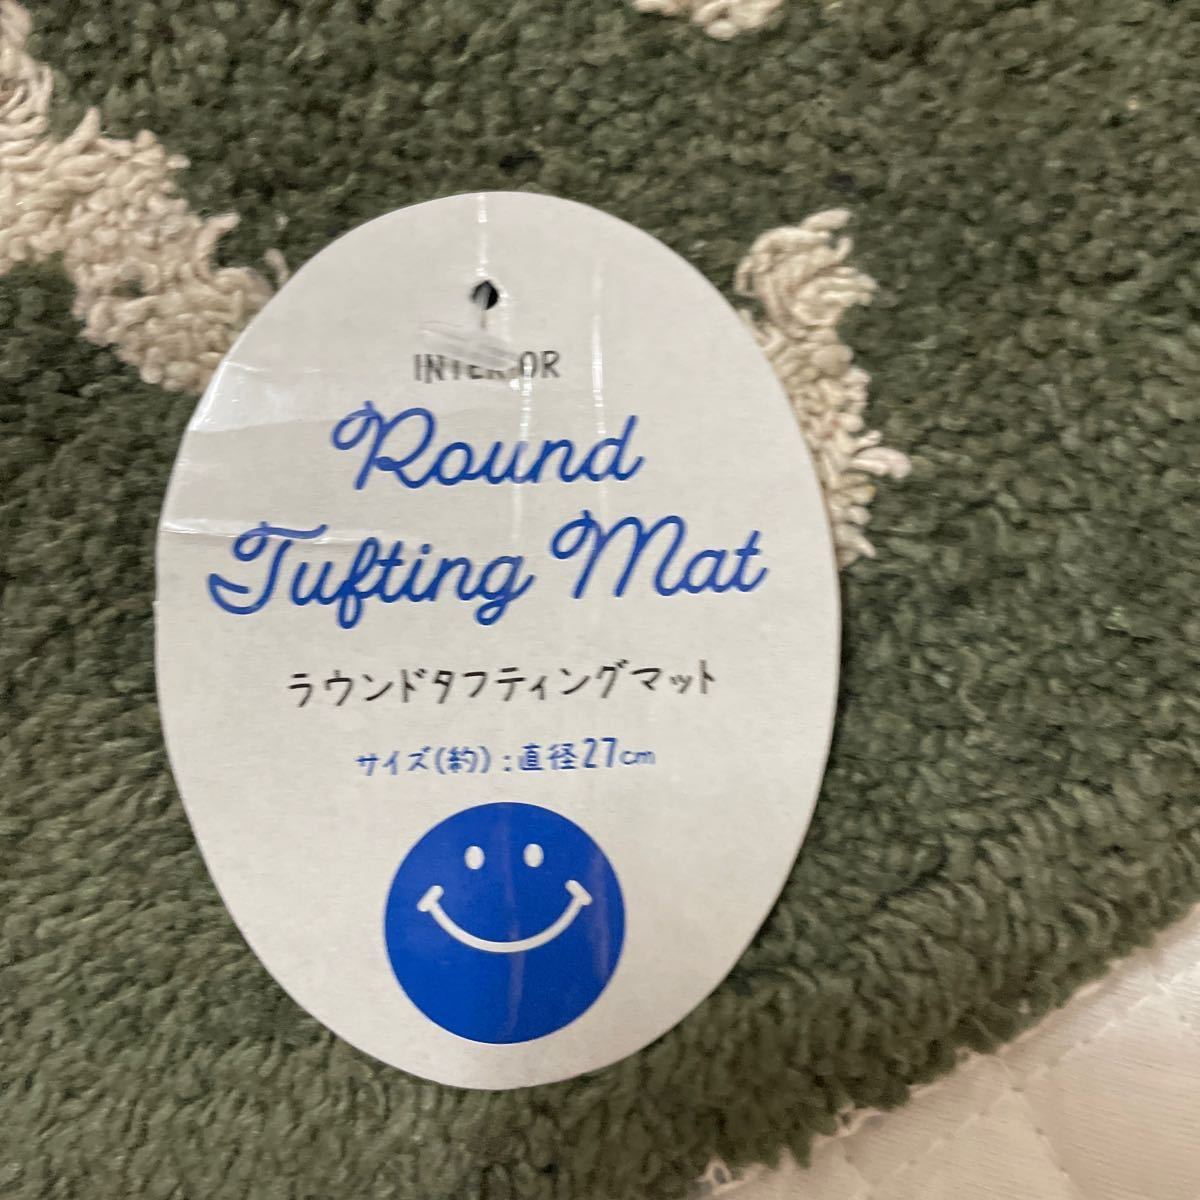 INTERIOR
Round
Tufting Mat
ラウンドタフティングマット
サイズ(約):直径27cm